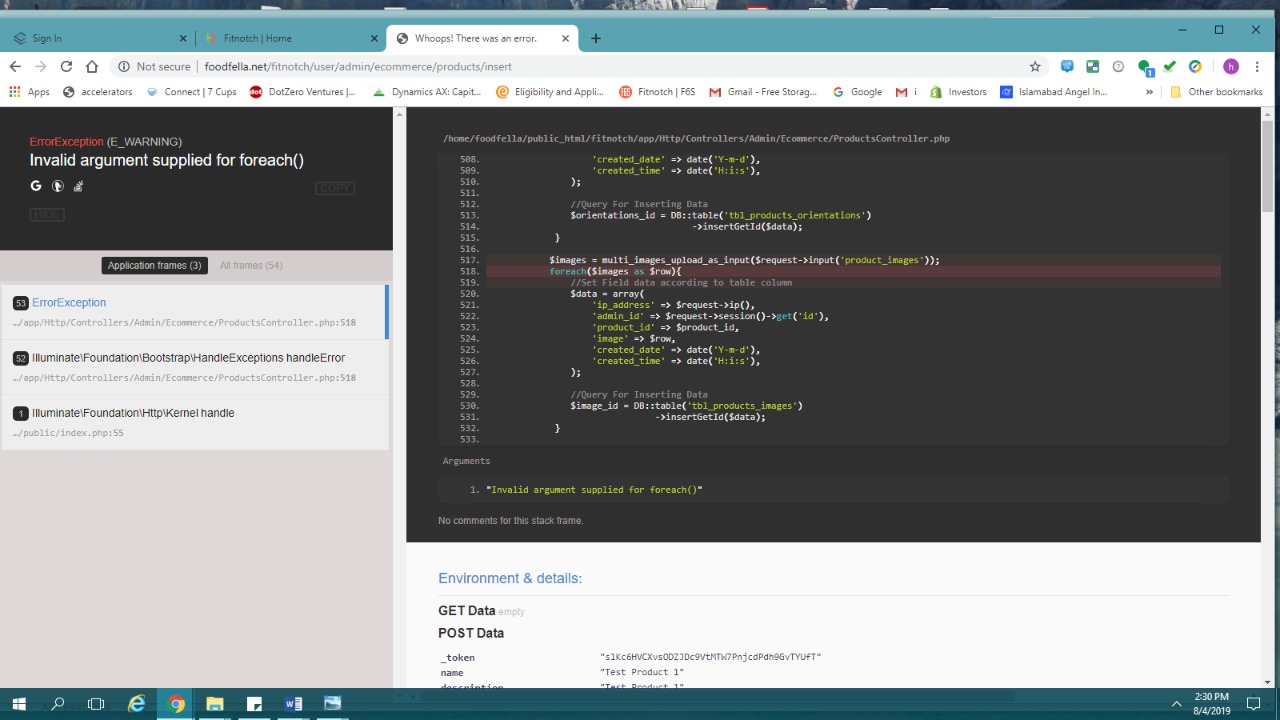 Sign In
Fitnotch | Home
Whoops! There was an error.
Not secure | foodfella.net/fitnotch/user/admin/ecommerce/products/insert
h
Apps accelerators Connect | 7 Cups DotZero Ventures |... Dynamics AX: Capit... Eligibility and Appli... Fitnotch | F6S Gmail - Free Storag... Google i Investors Islamabad Angel In... » Other bookmarks
ErrorException (E_WARNING)
Invalid argument supplied for foreach()
COPY
HIDE
Application frames (3) All frames (54)
53 ErrorException
…/app/Http/Controllers/Admin/Ecommerce/ProductsController.php:518
52 Illuminate\Foundation\Bootstrap\HandleExceptions handleError
…/app/Http/Controllers/Admin/Ecommerce/ProductsController.php:518
1 Illuminate\Foundation\Http\Kernel handle
…/public/index.php:55
/home/foodfella/public_html/fitnotch/app/Http/Controllers/Admin/Ecommerce/ProductsController.php
508. 'created_date' => date('Y-m-d'),
509. 'created_time' => date('H:i:s'),
510. );
511.
512. //Query For Inserting Data
513. $orientations_id = DB::table('tbl_products_orientations')
514. ->insertGetId($data);
515. }
516.
517. $images = multi_images_upload_as_input($request->input('product_images'));
518. foreach($images as $row){
519. //Set Field data according to table column
520. $data = array(
521. 'ip_address' => $request->ip(),
522. 'admin_id' => $request->session()->get('id'),
523. 'product_id' => $product_id,
524. 'image' => $row,
525. 'created_date' => date('Y-m-d'),
526. 'created_time' => date('H:i:s'),
527. );
528.
529. //Query For Inserting Data
530. $image_id = DB::table('tbl_products_images')
531. ->insertGetId($data);
532. }
533.
Arguments
1. "Invalid argument supplied for foreach()"
No comments for this stack frame.
Environment & details:
GET Data empty
POST Data
_token "slKc6HVCXvsODZJDc9VtMTW7PnjcdPdh9GvTYUfT"
name "Test Product 1"
description "Test Product 1"
2:30 PM
8/4/2019